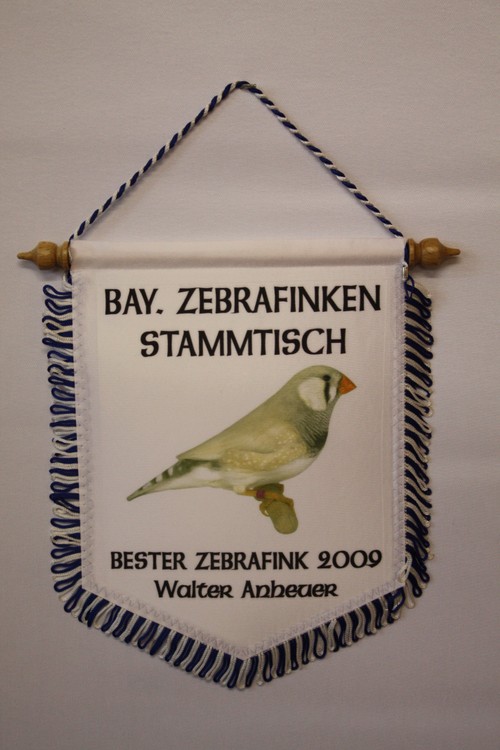 BAY. ZEBRAFINKEN
STAMMTISCH
BESTER ZEBRAFINK 2009
Walter Anheuer